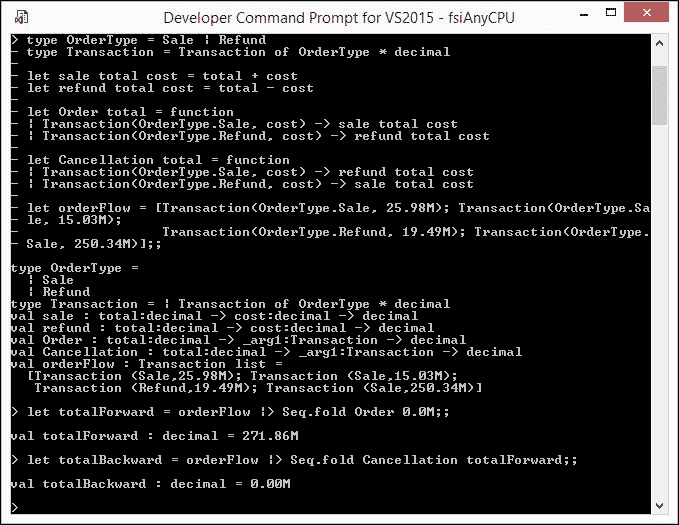 Developer Command Prompt for VS2015 - fsiAnyCPU
> type OrderType = Sale | Refund
- type Transaction = Transaction of OrderType * decimal
-
- let sale total cost = total + cost
- let refund total cost = total - cost
-
- let Order total = function
- | Transaction(OrderType.Sale, cost) -> sale total cost
- | Transaction(OrderType.Refund, cost) -> refund total cost
-
- let Cancellation total = function
- | Transaction(OrderType.Sale, cost) -> refund total cost
- | Transaction(OrderType.Refund, cost) -> sale total cost
-
- let orderFlow = [Transaction(OrderType.Sale, 25.98M); Transaction(OrderType.Sa
- le, 15.03M);
-                  Transaction(OrderType.Refund, 19.49M); Transaction(OrderType.
- Sale, 250.34M)];;
type OrderType =
  | Sale
  | Refund
type Transaction = | Transaction of OrderType * decimal
val sale : total:decimal -> cost:decimal -> decimal
val refund : total:decimal -> cost:decimal -> decimal
val Order : total:decimal -> _arg1:Transaction -> decimal
val Cancellation : total:decimal -> _arg1:Transaction -> decimal
val orderFlow : Transaction list =
  [Transaction (Sale,25.98M); Transaction (Sale,15.03M);
   Transaction (Refund,19.49M); Transaction (Sale,250.34M)]
> let totalForward = orderFlow |> Seq.fold Order 0.0M;;
val totalForward : decimal = 271.86M
> let totalBackward = orderFlow |> Seq.fold Cancellation totalForward;;
val totalBackward : decimal = 0.00M
>